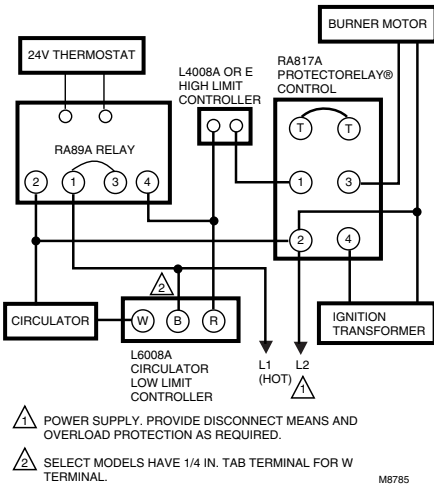 BURNER MOTOR
24V THERMOSTAT
L4008A OR E
HIGH LIMIT
CONTROLLER
RA817A
PROTECTORELAY®
CONTROL
T T
RA89A RELAY
2 1 3 4
1 3
2 4
CIRCULATOR
2
W B R
IGNITION
TRANSFORMER
L6008A
CIRCULATOR
LOW LIMIT
CONTROLLER
L1
(HOT)
L2
1
1 POWER SUPPLY. PROVIDE DISCONNECT MEANS AND
OVERLOAD PROTECTION AS REQUIRED.
2 SELECT MODELS HAVE 1/4 IN. TAB TERMINAL FOR W
TERMINAL.
M8785